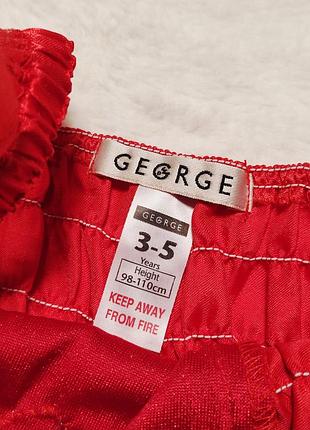 GEORGE
GEORGE
3-5
Years
Height
98-110cm
KEEP AWAY
FROM FIRE